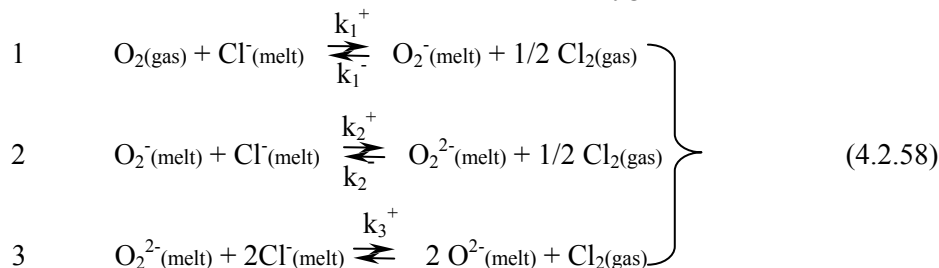 1 O₂(gas) + Cl⁻(melt) k₁⁺ ⇌ k₁⁻ O₂⁻(melt) + 1/2 Cl₂(gas)
2 O₂⁻(melt) + Cl⁻(melt) k₂⁺ ⇌ k₂⁻ O₂²⁻(melt) + 1/2 Cl₂(gas) (4.2.58)
3 O₂²⁻(melt) + 2Cl⁻(melt) k₃⁺ ⇌ 2 O²⁻(melt) + Cl₂(gas)